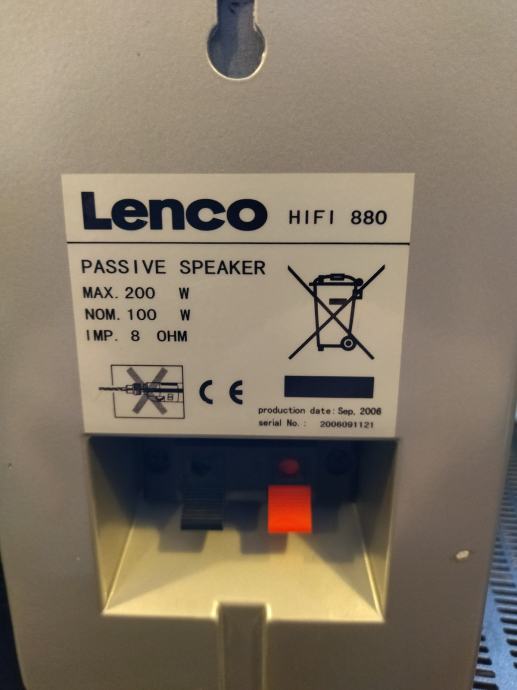 Lenco HIFI 880
PASSIVE SPEAKER
MAX. 200 W
NOM. 100 W
IMP. 8 OHM
CE
production date: Sep, 2006
serial No.: 2006091121